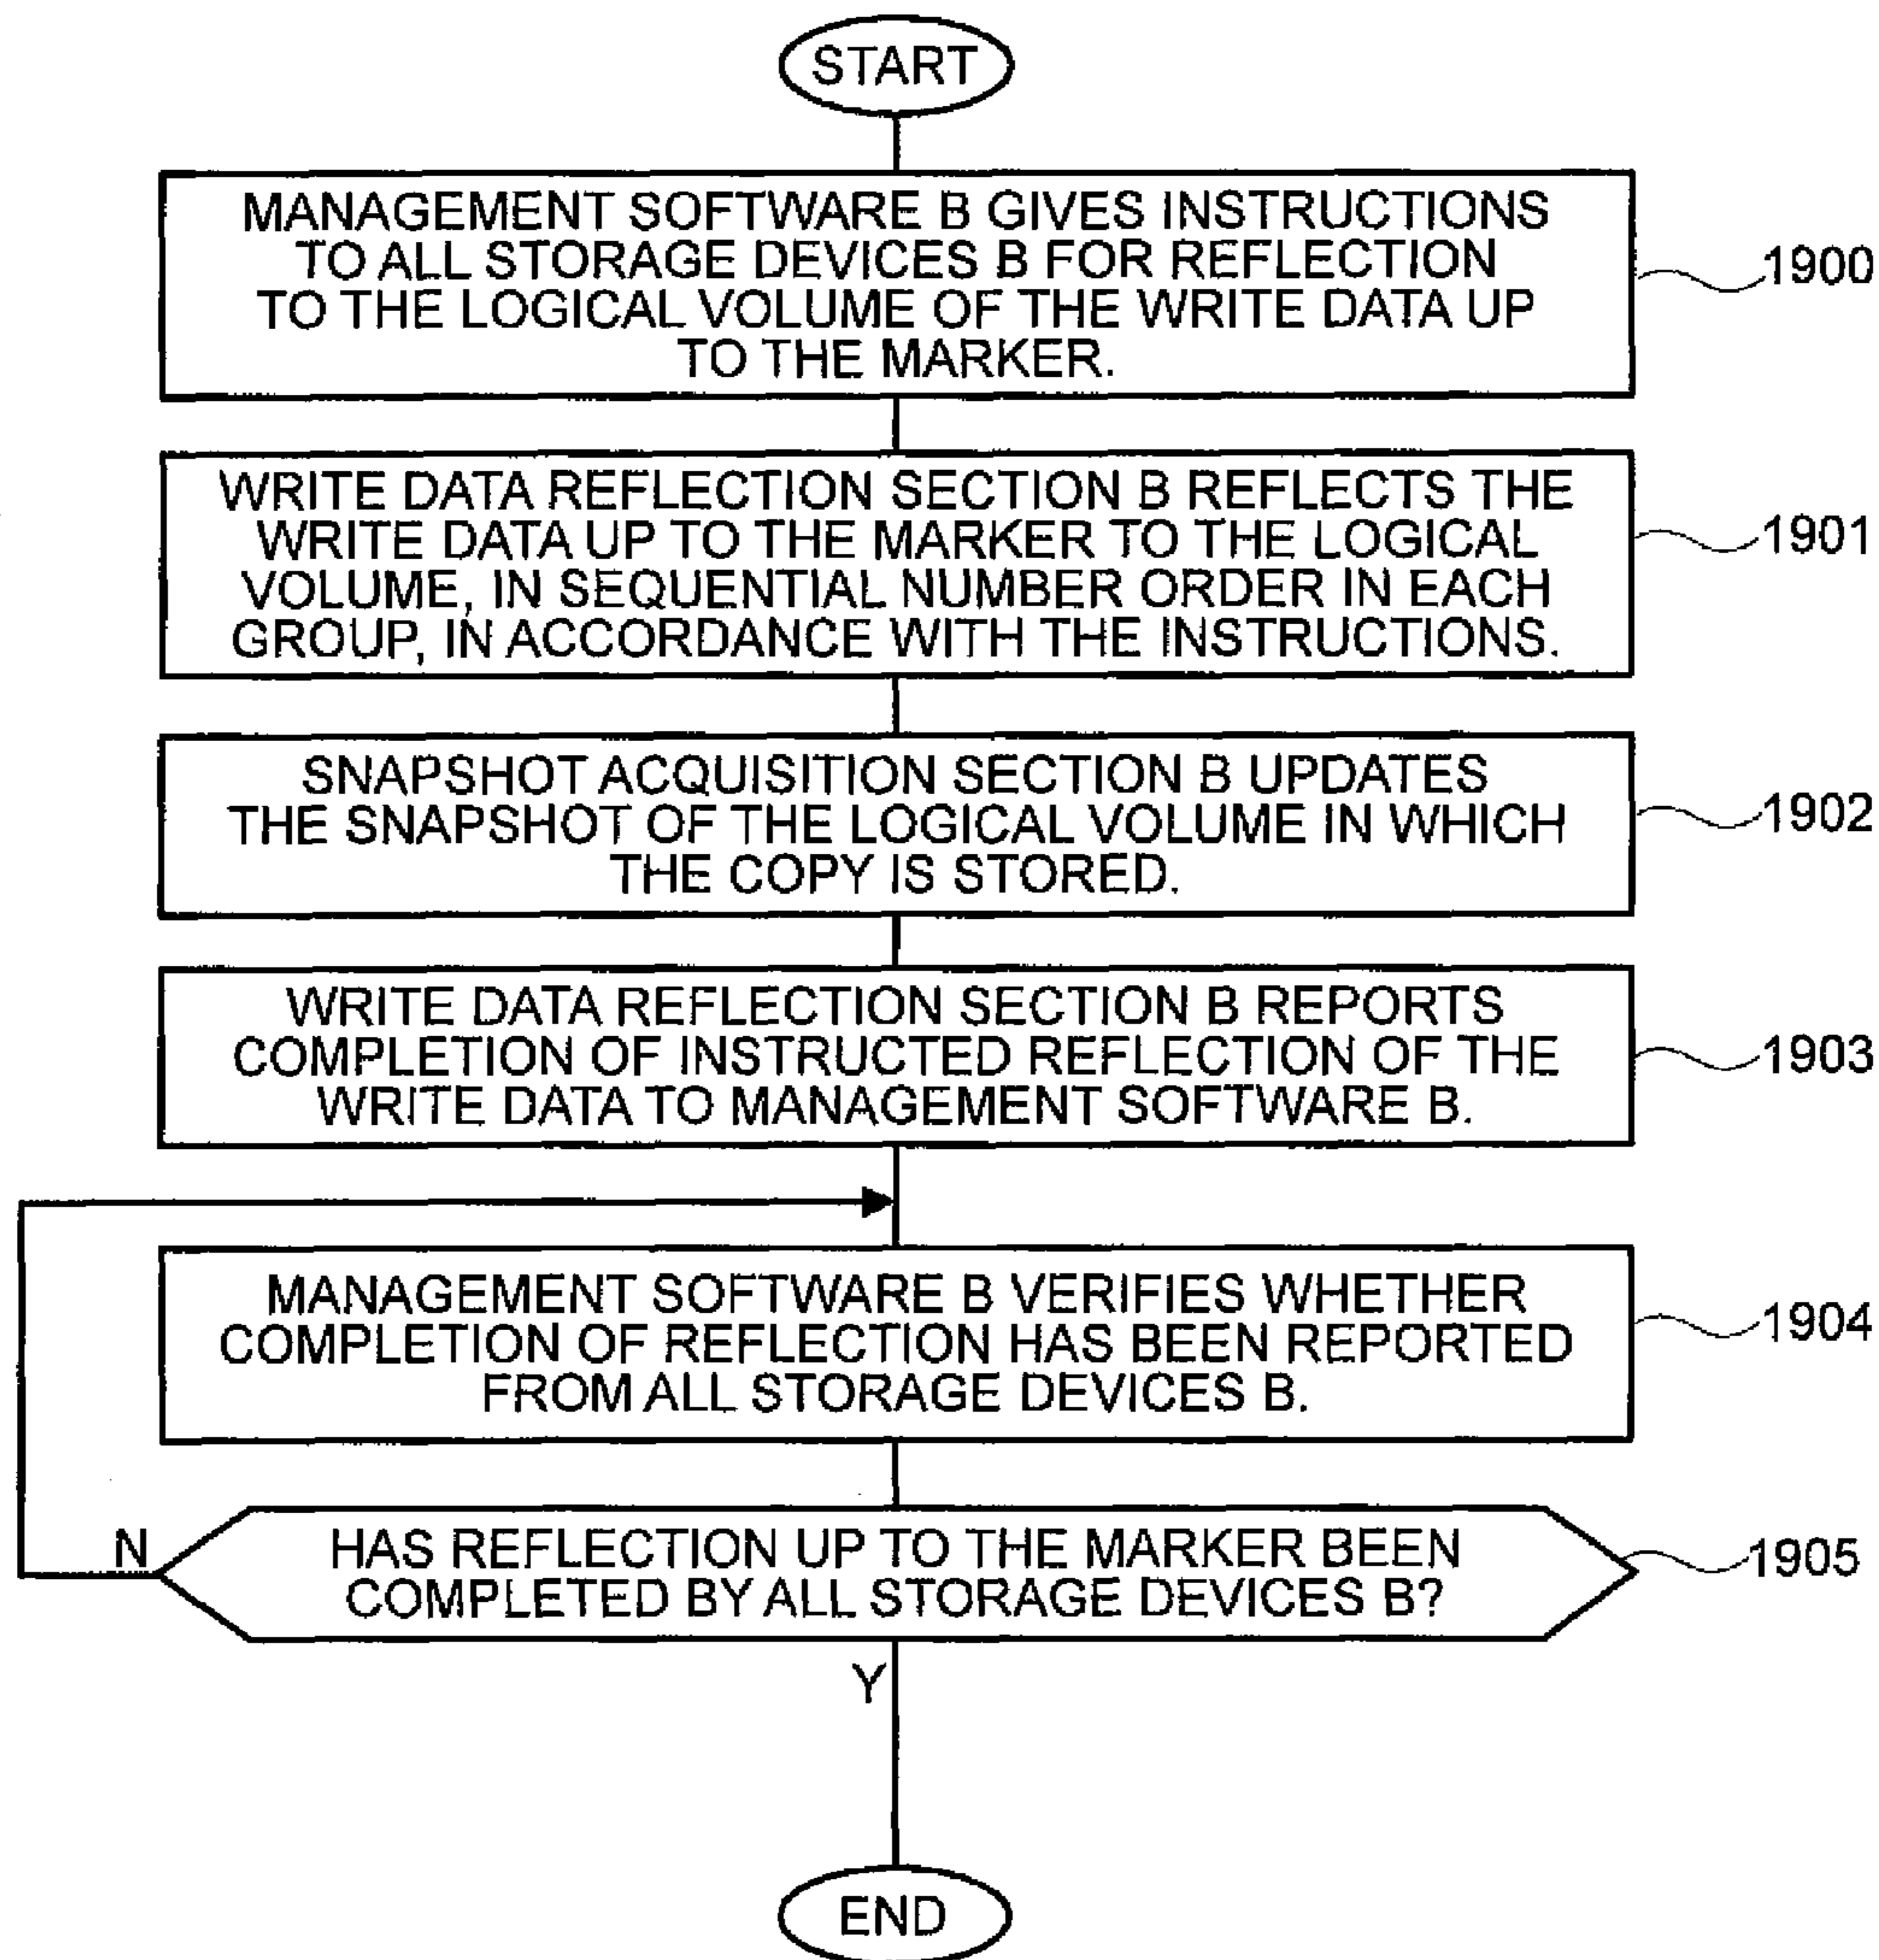 START
MANAGEMENT SOFTWARE B GIVES INSTRUCTIONS
TO ALL STORAGE DEVICES B FOR REFLECTION
TO THE LOGICAL VOLUME OF THE WRITE DATA UP
TO THE MARKER.
1900
WRITE DATA REFLECTION SECTION B REFLECTS THE
WRITE DATA UP TO THE MARKER TO THE LOGICAL
VOLUME, IN SEQUENTIAL NUMBER ORDER IN EACH
GROUP, IN ACCORDANCE WITH THE INSTRUCTIONS.
1901
SNAPSHOT ACQUISITION SECTION B UPDATES
THE SNAPSHOT OF THE LOGICAL VOLUME IN WHICH
THE COPY IS STORED.
1902
WRITE DATA REFLECTION SECTION B REPORTS
COMPLETION OF INSTRUCTED REFLECTION OF THE
WRITE DATA TO MANAGEMENT SOFTWARE B.
1903
MANAGEMENT SOFTWARE B VERIFIES WHETHER
COMPLETION OF REFLECTION HAS BEEN REPORTED
FROM ALL STORAGE DEVICES B.
1904
N
HAS REFLECTION UP TO THE MARKER BEEN
COMPLETED BY ALL STORAGE DEVICES B?
1905
Y
END